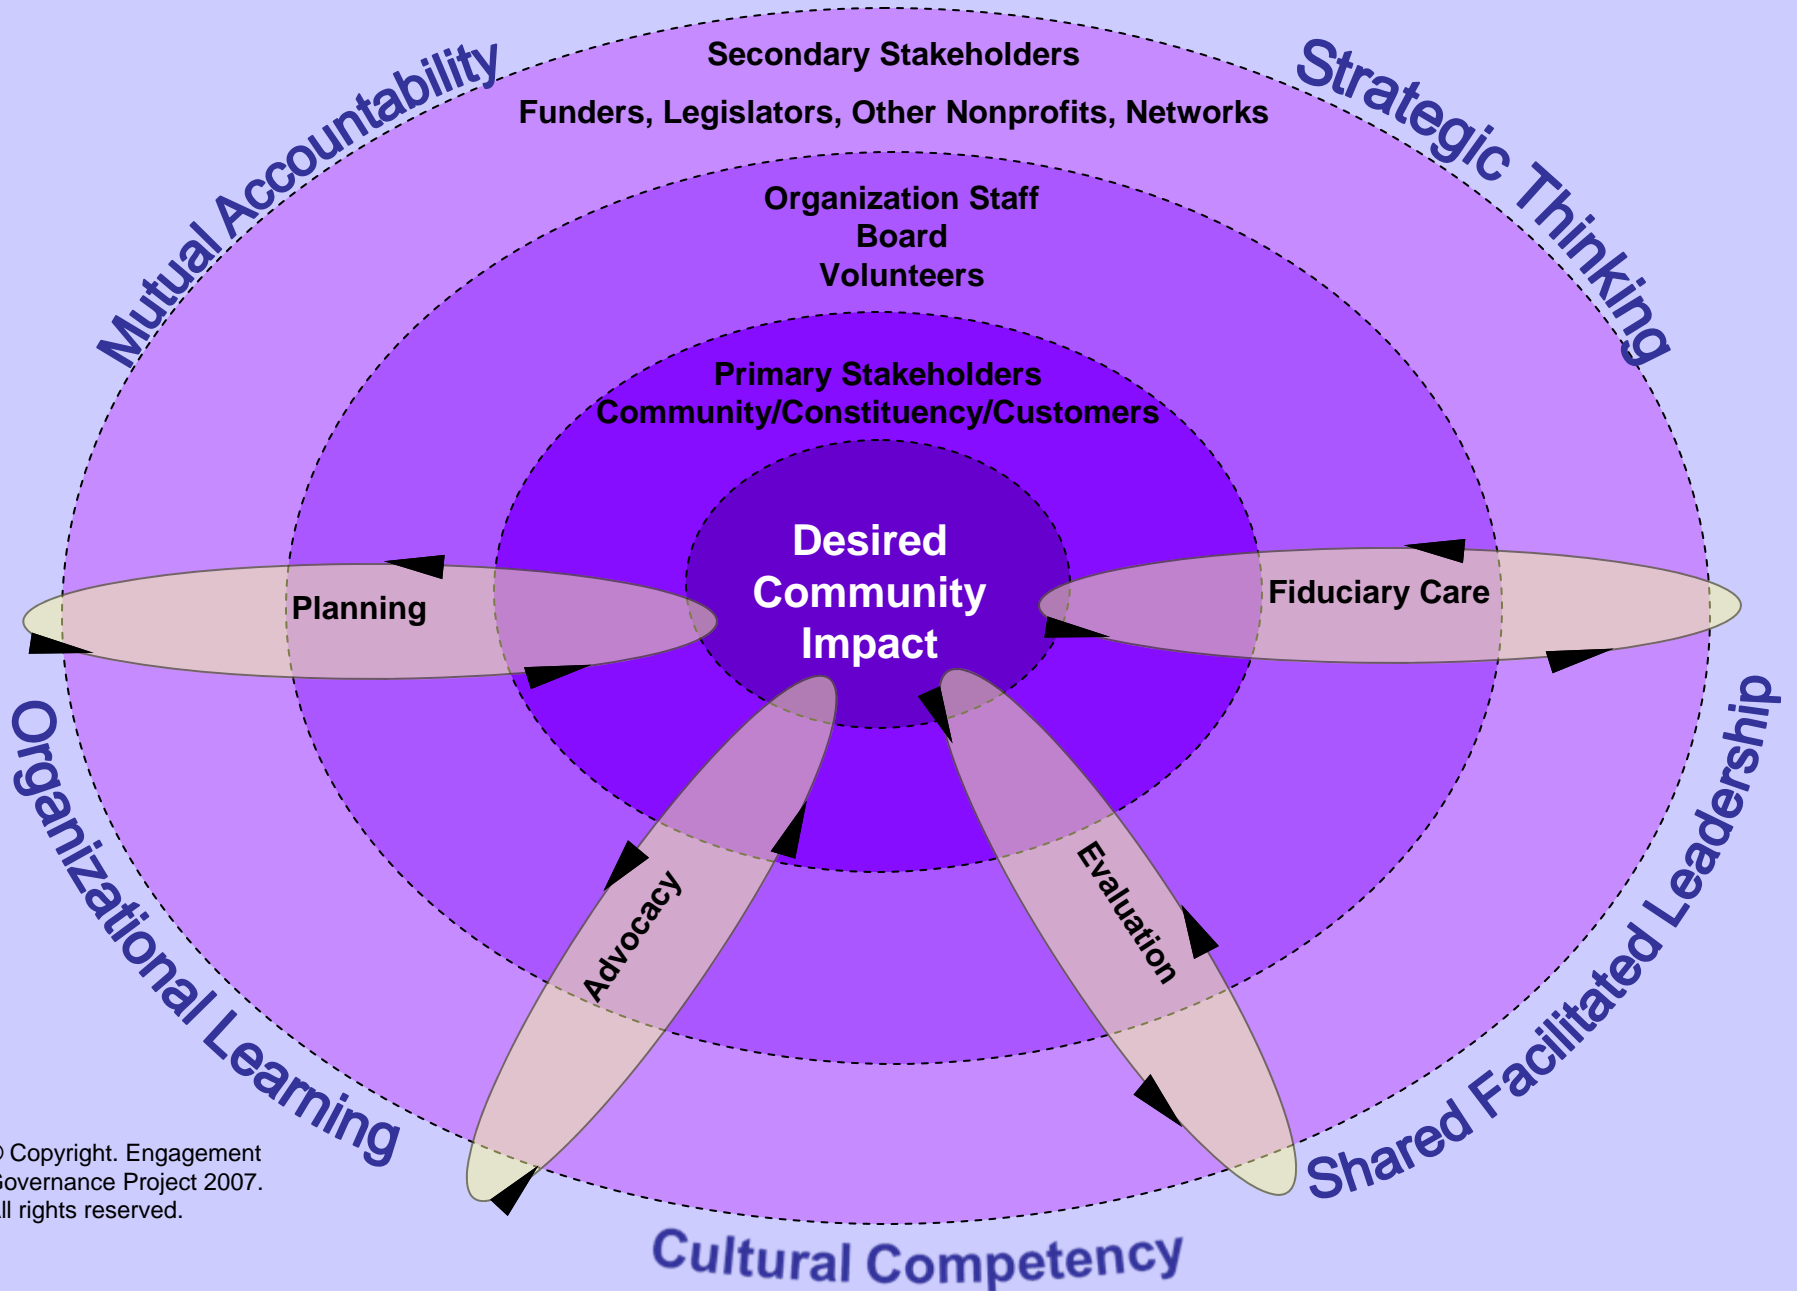 Secondary Stakeholders
Funders, Legislators, Other Nonprofits, Networks
Mutual Accountability
Strategic Thinking
Organization Staff
Board
Volunteers
Primary Stakeholders
Community/Constituency/Customers
Desired
Community
Impact
Planning
Fiduciary Care
Advocacy
Evaluation
Organizational Learning
Shared Facilitated Leadership
© Copyright. Engagement
Governance Project 2007.
All rights reserved.
Cultural Competency